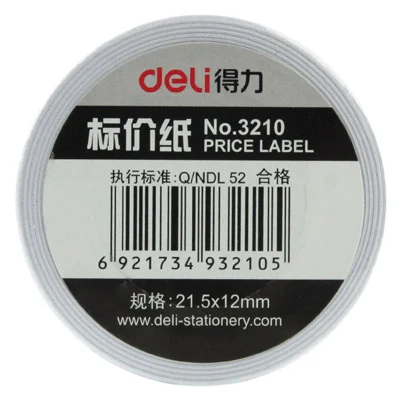 deli得力
标价纸 No.3210
PRICE LABEL
执行标准:Q/NDL 52 合格
6 921734 932105
规格:21.5x12mm
www.deli-stationery.com